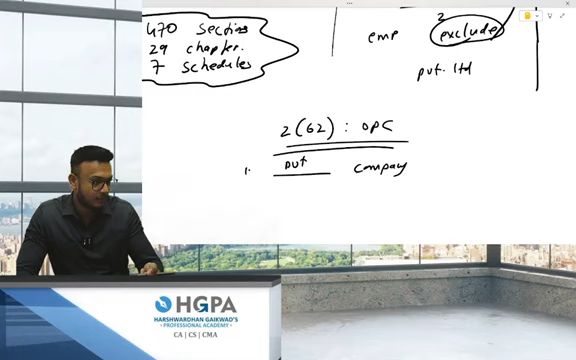 470 sections
29 chapter.
7 schedules
2
emp exclude
pvt. ltd
2(62) : OPC
1. pvt company
HGPA
HARSHWARDHAN GAIKWAD'S
PROFESSIONAL ACADEMY
CA | CS | CMA